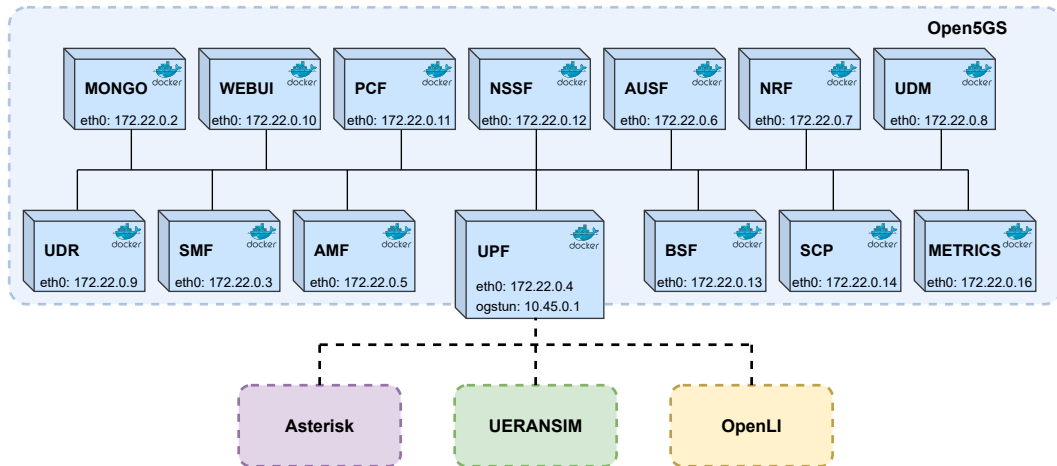 Open5GS
MONGO
docker
eth0: 172.22.0.2
WEBUI
docker
eth0: 172.22.0.10
PCF
docker
eth0: 172.22.0.11
NSSF
docker
eth0: 172.22.0.12
AUSF
docker
eth0: 172.22.0.6
NRF
docker
eth0: 172.22.0.7
UDM
docker
eth0: 172.22.0.8
UDR
docker
eth0: 172.22.0.9
SMF
docker
eth0: 172.22.0.3
AMF
docker
eth0: 172.22.0.5
UPF
docker
eth0: 172.22.0.4
ogstun: 10.45.0.1
BSF
docker
eth0: 172.22.0.13
SCP
docker
eth0: 172.22.0.14
METRICS
docker
eth0: 172.22.0.16
Asterisk
UERANSIM
OpenLI